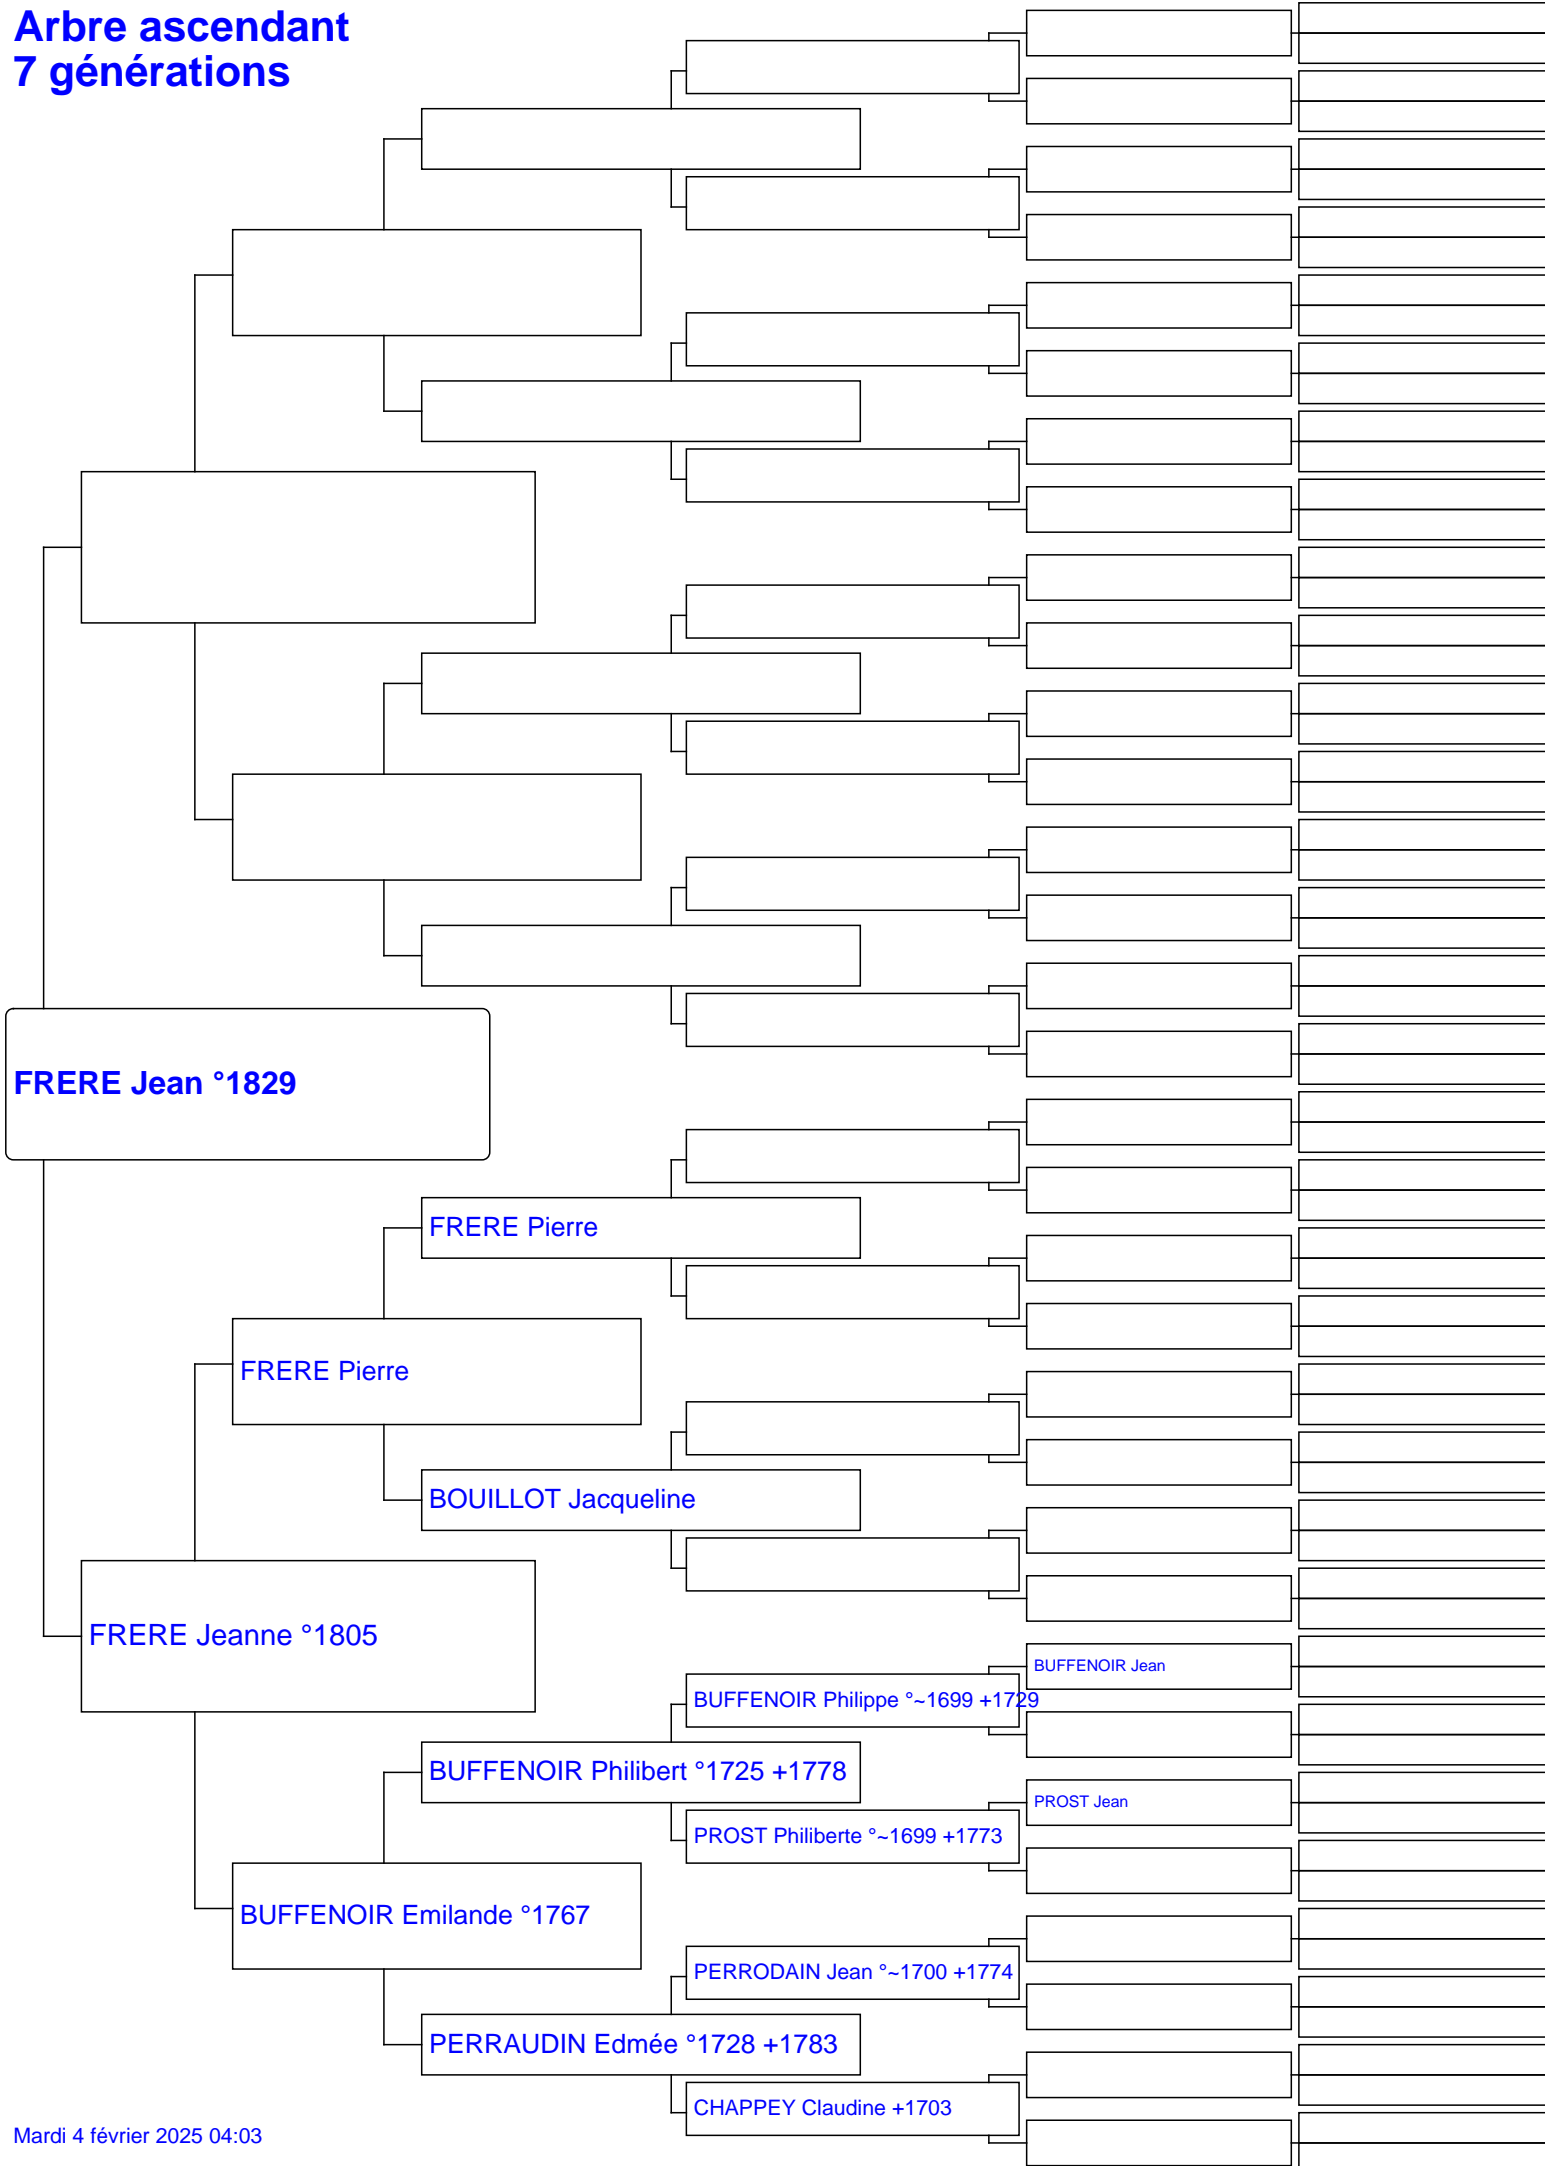 Arbre ascendant
7 générations
FRERE Jean °1829
FRERE Pierre
FRERE Pierre
BOUILLOT Jacqueline
FRERE Jeanne °1805
BUFFENOIR Jean
BUFFENOIR Philippe °~1699 +1729
BUFFENOIR Philibert °1725 +1778
PROST Jean
PROST Philiberte °~1699 +1773
BUFFENOIR Emilande °1767
PERRODAIN Jean °~1700 +1774
PERRAUDIN Edmée °1728 +1783
CHAPPEY Claudine +1703
Mardi 4 février 2025 04:03